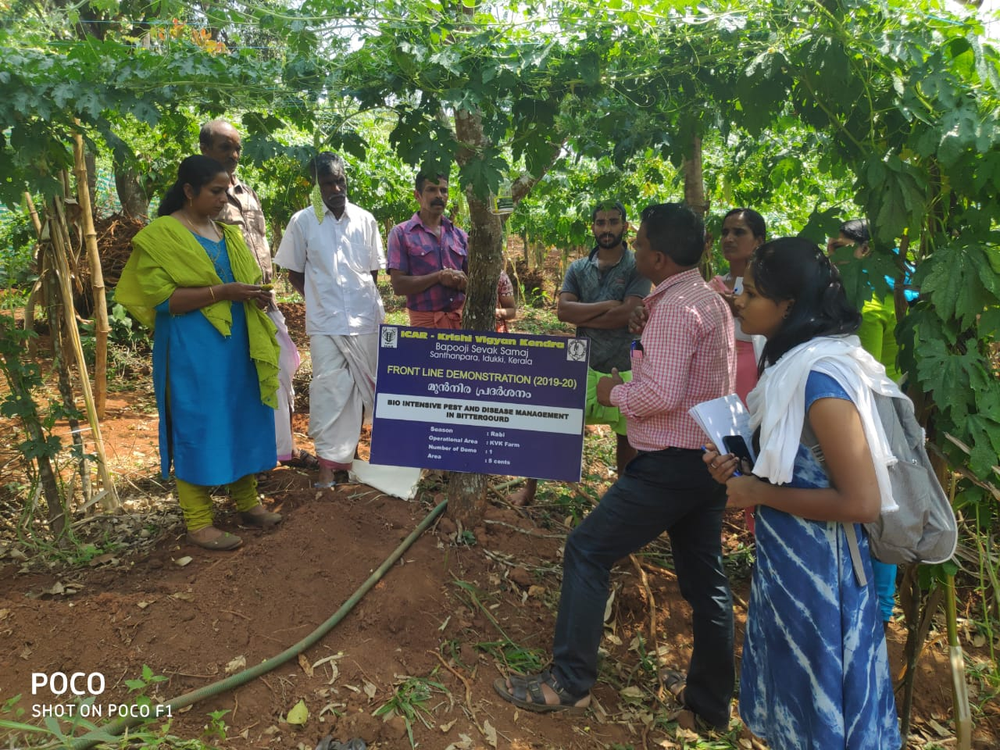 ICAR - Krishi Vigyan Kendra
Bapooji Sevak Samaj
Santhanpara, Idukki, Kerala
FRONT LINE DEMONSTRATION (2019-20)
മുൻനിര പ്രദർശനം
BIO INTENSIVE PEST AND DISEASE MANAGEMENT
IN BITTERGOURD
Season : Rabi
Operational Area : KVK Farm
Number of Demo : 1
Area : 5 cents
POCO
SHOT ON POCO F1